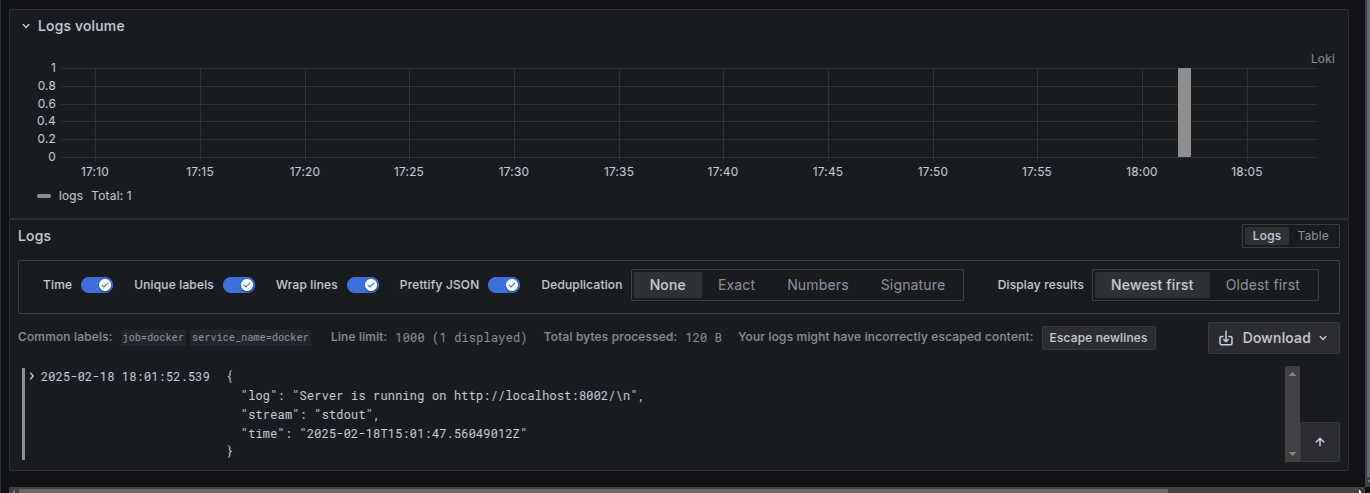 Logs volume
Loki
1
0.8
0.6
0.4
0.2
0
17:10 17:15 17:20 17:25 17:30 17:35 17:40 17:45 17:50 17:55 18:00 18:05
logs Total: 1
Logs Logs Table
Time Unique labels Wrap lines Prettify JSON Deduplication None Exact Numbers Signature Display results Newest first Oldest first
Common labels: job=docker service_name=docker Line limit: 1000 (1 displayed) Total bytes processed: 120 B Your logs might have incorrectly escaped content: Escape newlines Download
2025-02-18 18:01:52.539 {
"log": "Server is running on http://localhost:8002/\n",
"stream": "stdout",
"time": "2025-02-18T15:01:47.56049012Z"
}